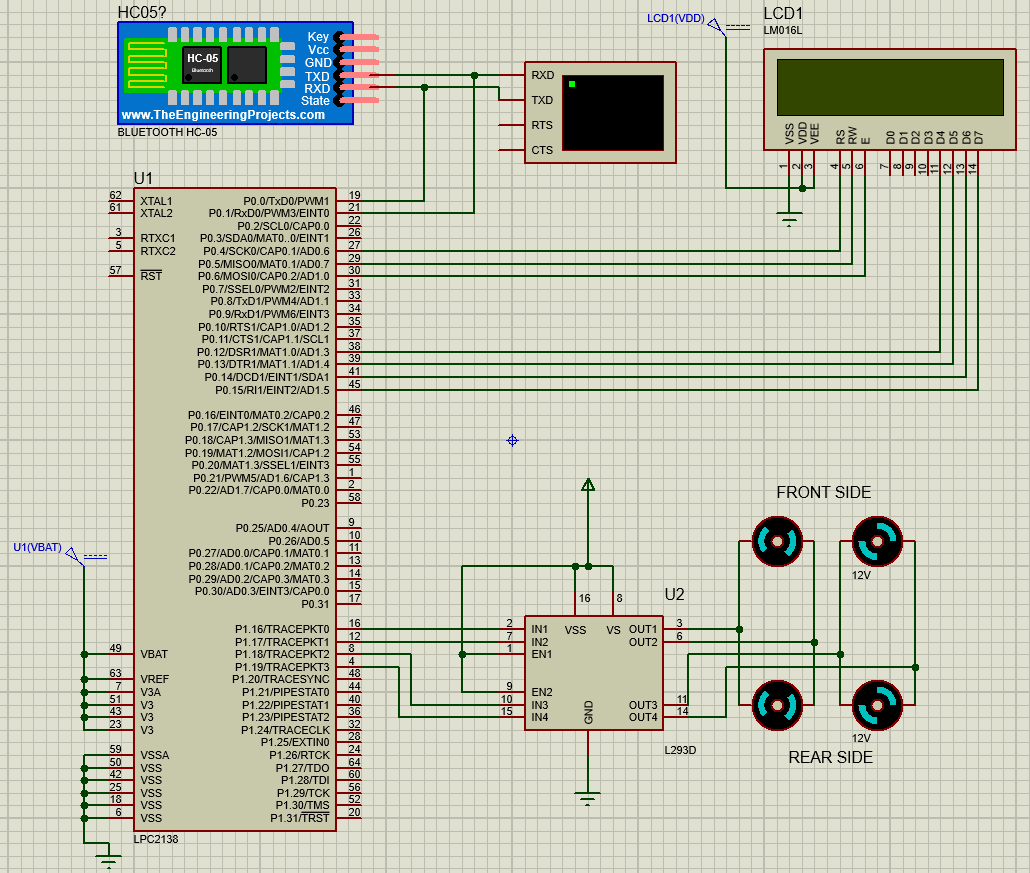 HC05?
HC-05
Bluetooth
Key
Vcc
GND
TXD
RXD
State
www.TheEngineeringProjects.com
BLUETOOTH HC-05
RXD
TXD
RTS
CTS
LCD1(VDD)
LCD1
LM016L
VSS
VDD
VEE
RS
RW
E
D0
D1
D2
D3
D4
D5
D6
D7
1
2
3
4
5
6
7
8
9
10
11
12
13
14
U1
62 XTAL1
61 XTAL2
3 RTXC1
5 RTXC2
57 RST
U1(VBAT)
49 VBAT
63 VREF
7 V3A
51 V3
43 V3
23 V3
59 VSSA
50 VSS
42 VSS
25 VSS
18 VSS
6 VSS
P0.0/TxD0/PWM1 19
P0.1/RxD0/PWM3/EINT0 21
P0.2/SCL0/CAP0.0 22
P0.3/SDA0/MAT0..0/EINT1 26
P0.4/SCK0/CAP0.1/AD0.6 27
P0.5/MISO0/MAT0.1/AD0.7 29
P0.6/MOSI0/CAP0.2/AD1.0 30
P0.7/SSEL0/PWM2/EINT2 31
P0.8/TxD1/PWM4/AD1.1 33
P0.9/RxD1/PWM6/EINT3 34
P0.10/RTS1/CAP1.0/AD1.2 35
P0.11/CTS1/CAP1.1/SCL1 37
P0.12/DSR1/MAT1.0/AD1.3 38
P0.13/DTR1/MAT1.1/AD1.4 39
P0.14/DCD1/EINT1/SDA1 41
P0.15/RI1/EINT2/AD1.5 45
P0.16/EINT0/MAT0.2/CAP0.2 46
P0.17/CAP1.2/SCK1/MAT1.2 47
P0.18/CAP1.3/MISO1/MAT1.3 53
P0.19/MAT1.2/MOSI1/CAP1.2 54
P0.20/MAT1.3/SSEL1/EINT3 55
P0.21/PWM5/AD1.6/CAP1.3 1
P0.22/AD1.7/CAP0.0/MAT0.0 2
P0.23 58
P0.25/AD0.4/AOUT 9
P0.26/AD0.5 10
P0.27/AD0.0/CAP0.1/MAT0.1 11
P0.28/AD0.1/CAP0.2/MAT0.2 13
P0.29/AD0.2/CAP0.3/MAT0.3 14
P0.30/AD0.3/EINT3/CAP0.0 15
P0.31 17
P1.16/TRACEPKT0 16
P1.17/TRACEPKT1 12
P1.18/TRACEPKT2 8
P1.19/TRACEPKT3 4
P1.20/TRACESYNC 48
P1.21/PIPESTAT0 44
P1.22/PIPESTAT1 40
P1.23/PIPESTAT2 36
P1.24/TRACECLK 32
P1.25/EXTIN0 28
P1.26/RTCK 24
P1.27/TDO 64
P1.28/TDI 60
P1.29/TCK 56
P1.30/TMS 52
P1.31/TRST 20
LPC2138
U2
16
8
VSS
VS
2 IN1
7 IN2
1 EN1
9 EN2
10 IN3
15 IN4
OUT1 3
OUT2 6
OUT3 11
OUT4 14
GND
L293D
FRONT SIDE
12V
12V
REAR SIDE